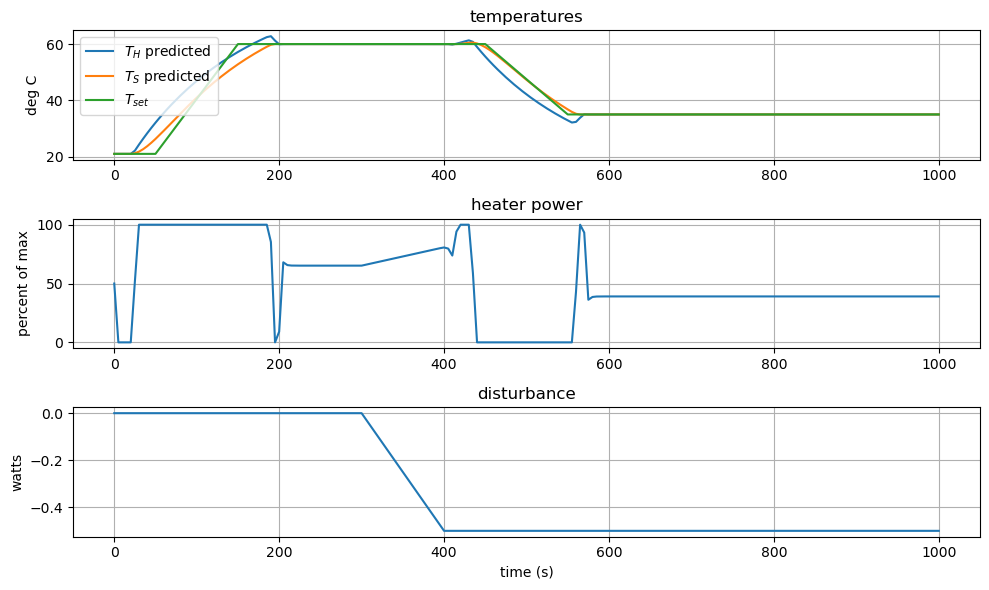 temperatures
deg C
60
40
20
T_H predicted
T_S predicted
T_set
0 200 400 600 800 1000
heater power
percent of max
100
50
0
0 200 400 600 800 1000
disturbance
watts
0.0
−0.2
−0.4
0 200 400 600 800 1000
time (s)